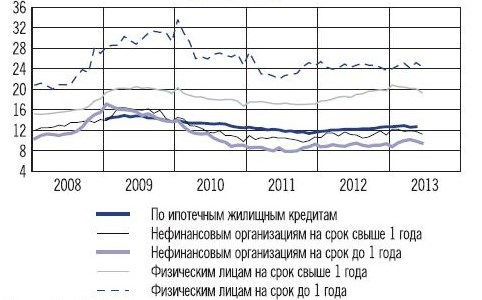 36
32
28
24
20
16
12
8
4
2008 2009 2010 2011 2012 2013
По ипотечным жилищным кредитам
Нефинансовым организациям на срок свыше 1 года
Нефинансовым организациям на срок до 1 года
Физическим лицам на срок свыше 1 года
Физическим лицам на срок до 1 года